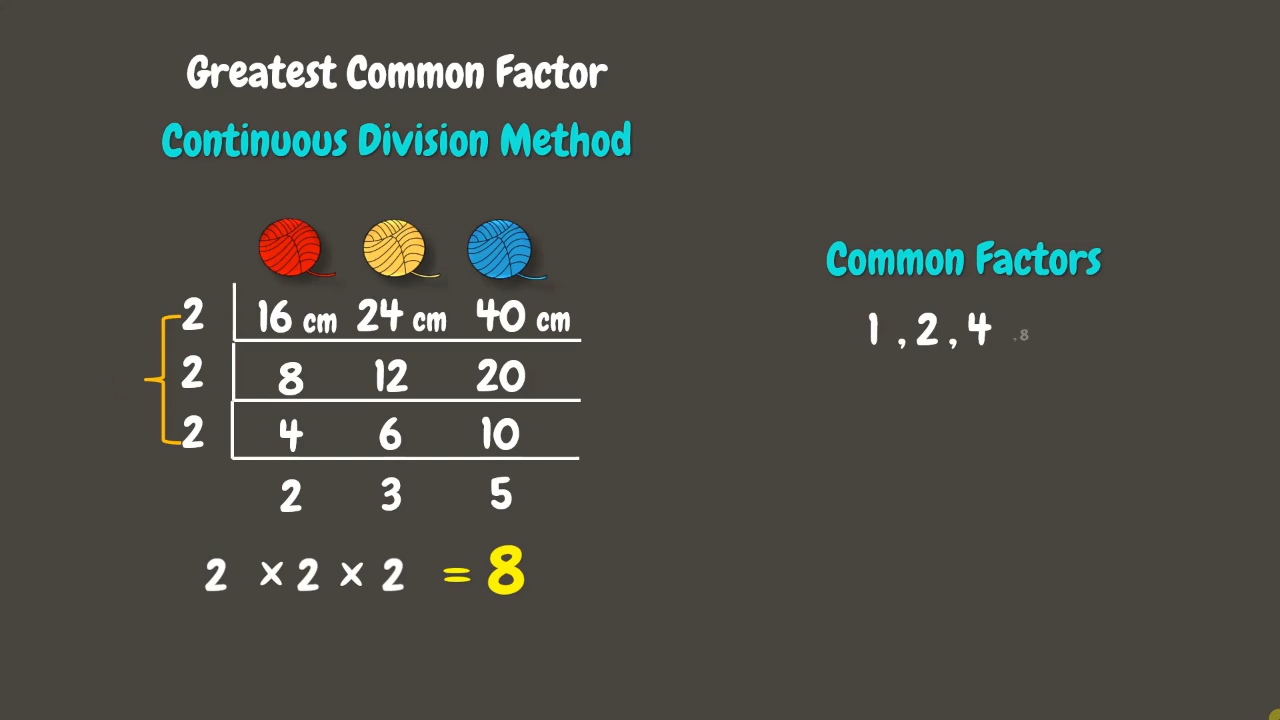 Greatest Common Factor
Continuous Division Method
2 16 cm 24 cm 40 cm
2 8 12 20
2 4 6 10
2 3 5
2 × 2 × 2 = 8
Common Factors
1 , 2 , 4 , 8